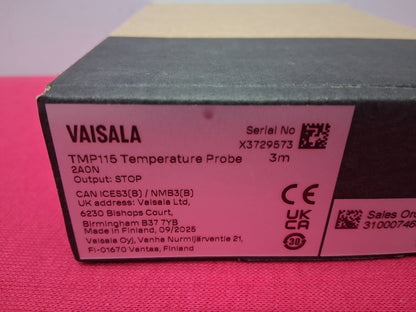 VAISALA
Serial No
X3729573
TMP115 Temperature Probe 3m
2A0N
Output: STOP
CAN ICES3(B) / NMB3(B)
UK address: Vaisala Ltd,
6230 Bishops Court,
Birmingham B37 7YB
Made in Finland, 09/2025
Vaisala Oyj, Vanha Nurmijärventie 21,
FI-01670 Vantaa, Finland
CE
UK
CA
30
Sales Or
31000746